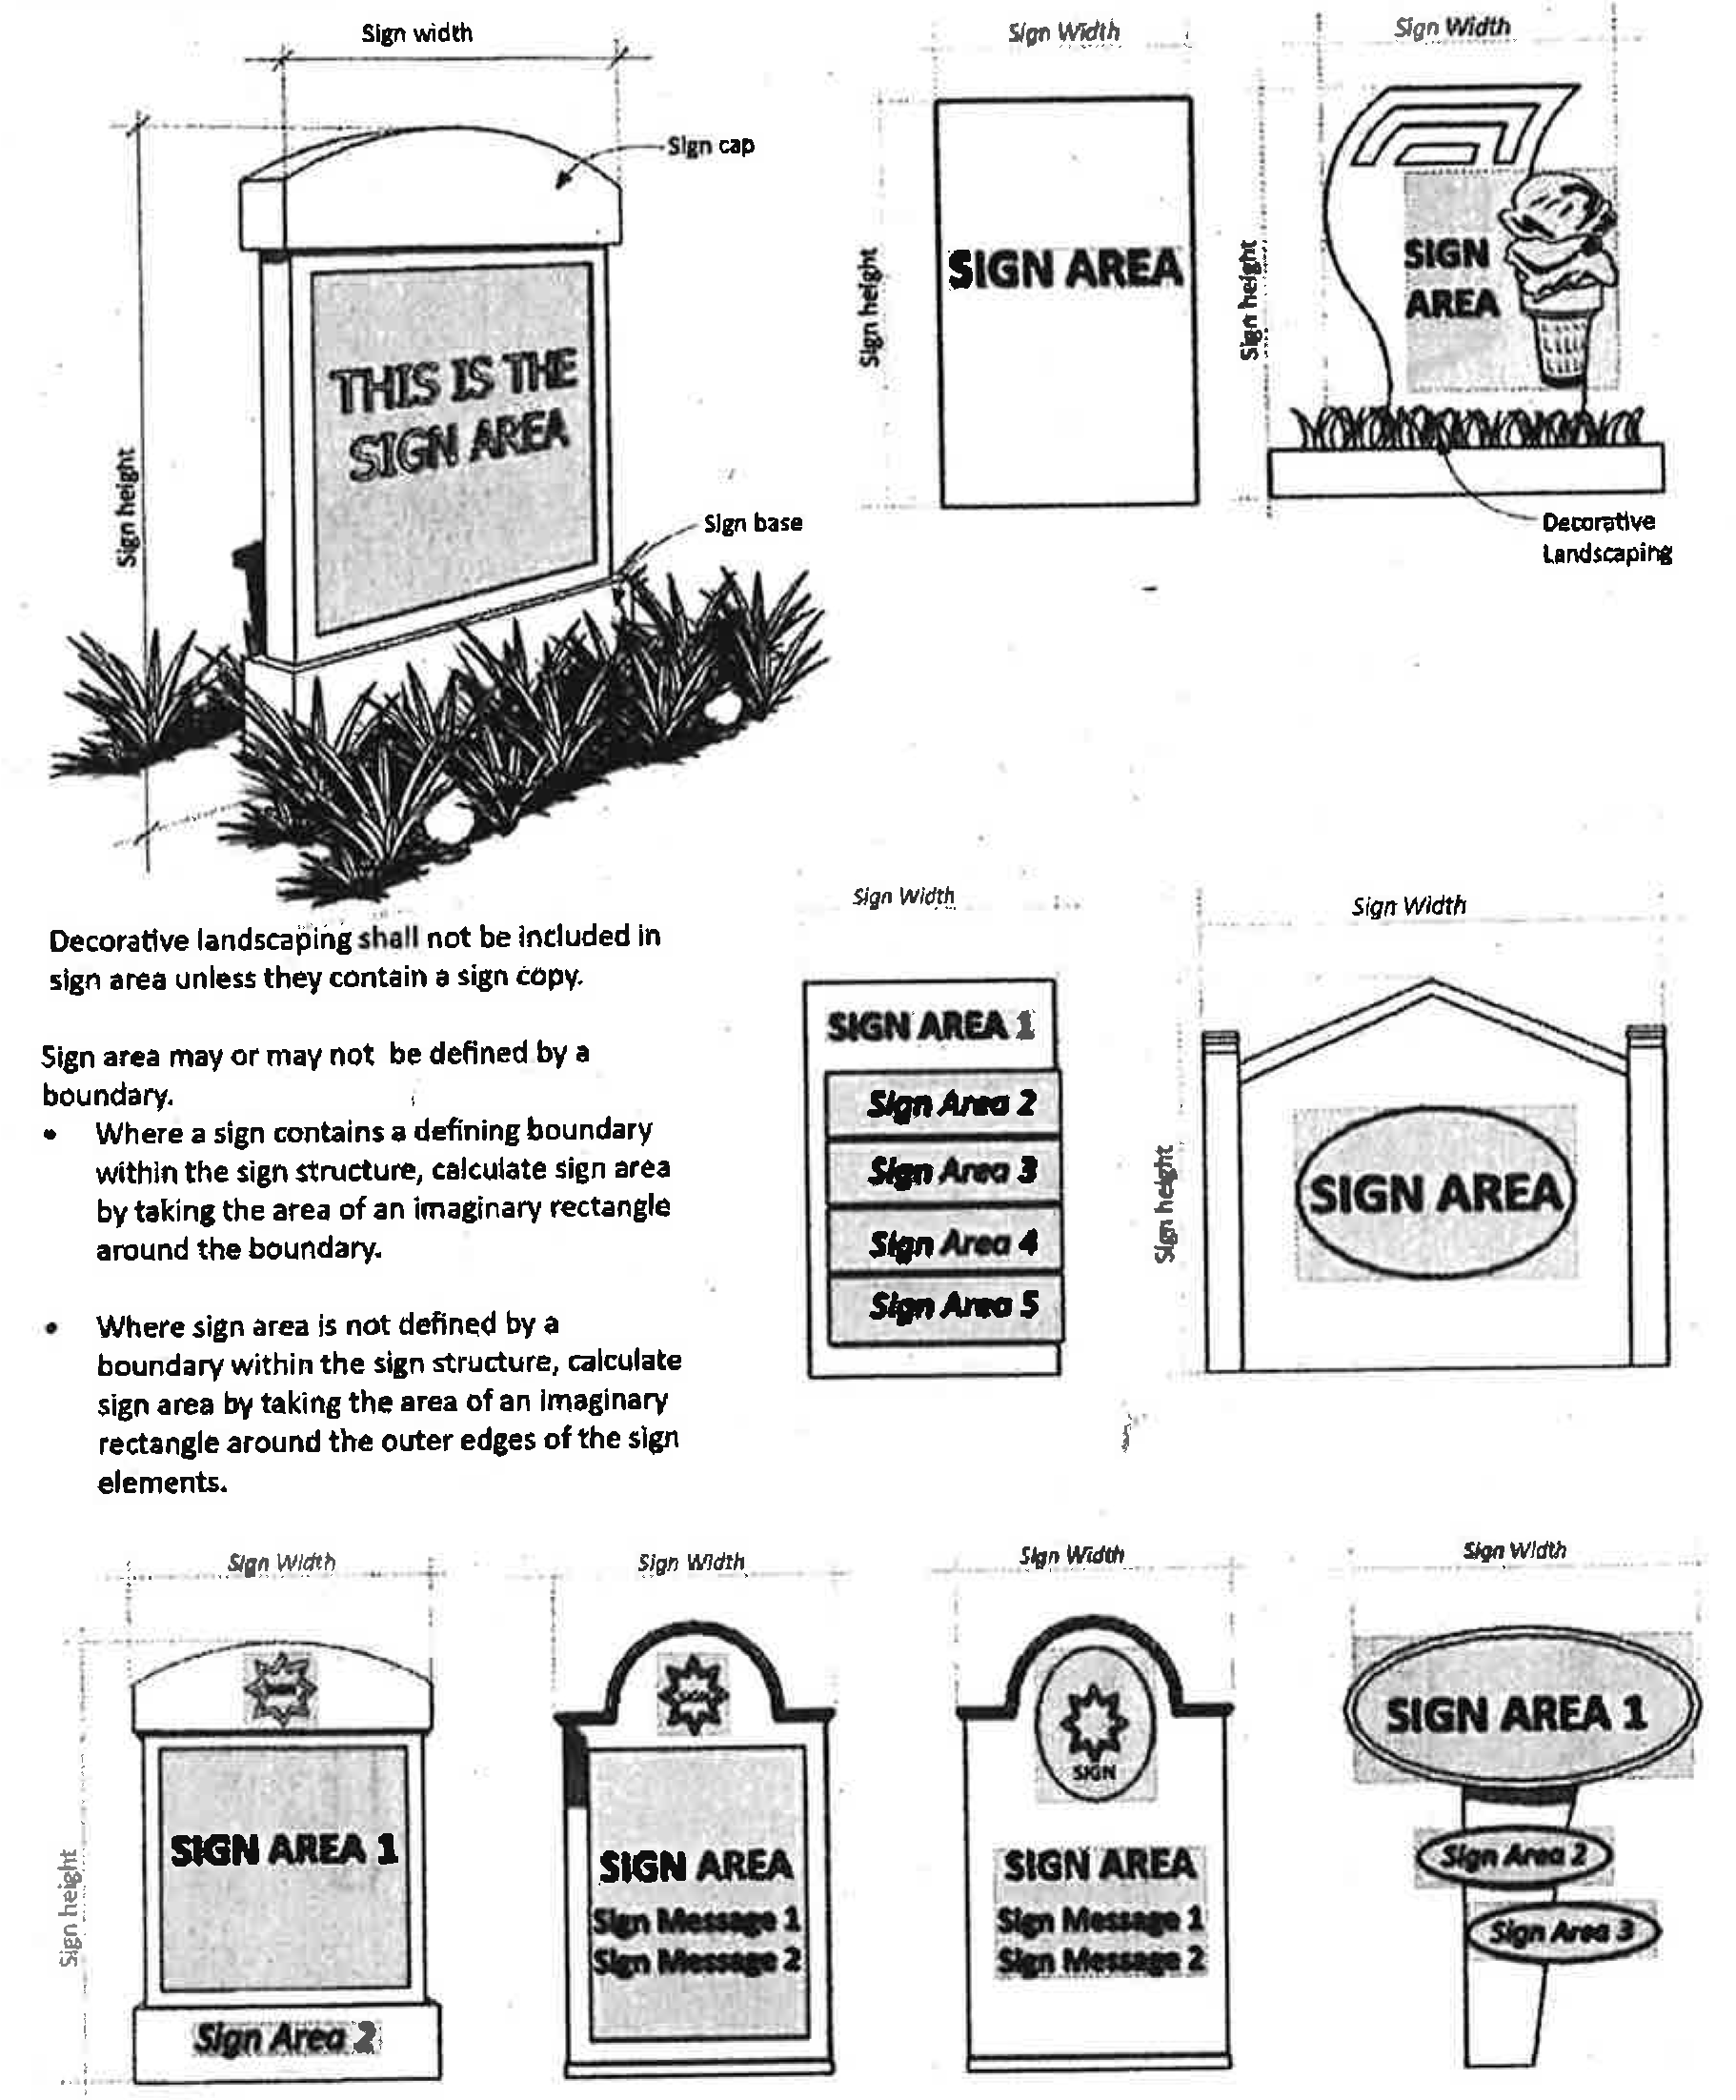 Sign width
Sign cap
Sign height
THIS IS THE
SIGN AREA
Sign base
Sign Width
Sign height
SIGN AREA
Sign Width
Sign height
SIGN
AREA
Decorative
Landscaping
Decorative landscaping shall not be included in
sign area unless they contain a sign copy.
Sign area may or may not be defined by a
boundary.
• Where a sign contains a defining boundary
within the sign structure, calculate sign area
by taking the area of an imaginary rectangle
around the boundary.
• Where sign area is not defined by a
boundary within the sign structure, calculate
sign area by taking the area of an imaginary
rectangle around the outer edges of the sign
elements.
Sign Width
SIGN AREA 1
Sign Area 2
Sign Area 3
Sign Area 4
Sign Area 5
Sign Width
Sign height
SIGN AREA
Sign Width
Sign height
SIGN AREA 1
Sign Area 2
Sign Width
SIGN
SIGN AREA
Sign Message 1
Sign Message 2
Sign Width
SIGN
SIGN AREA
Sign Message 1
Sign Message 2
Sign Width
SIGN AREA 1
Sign Area 2
Sign Area 3